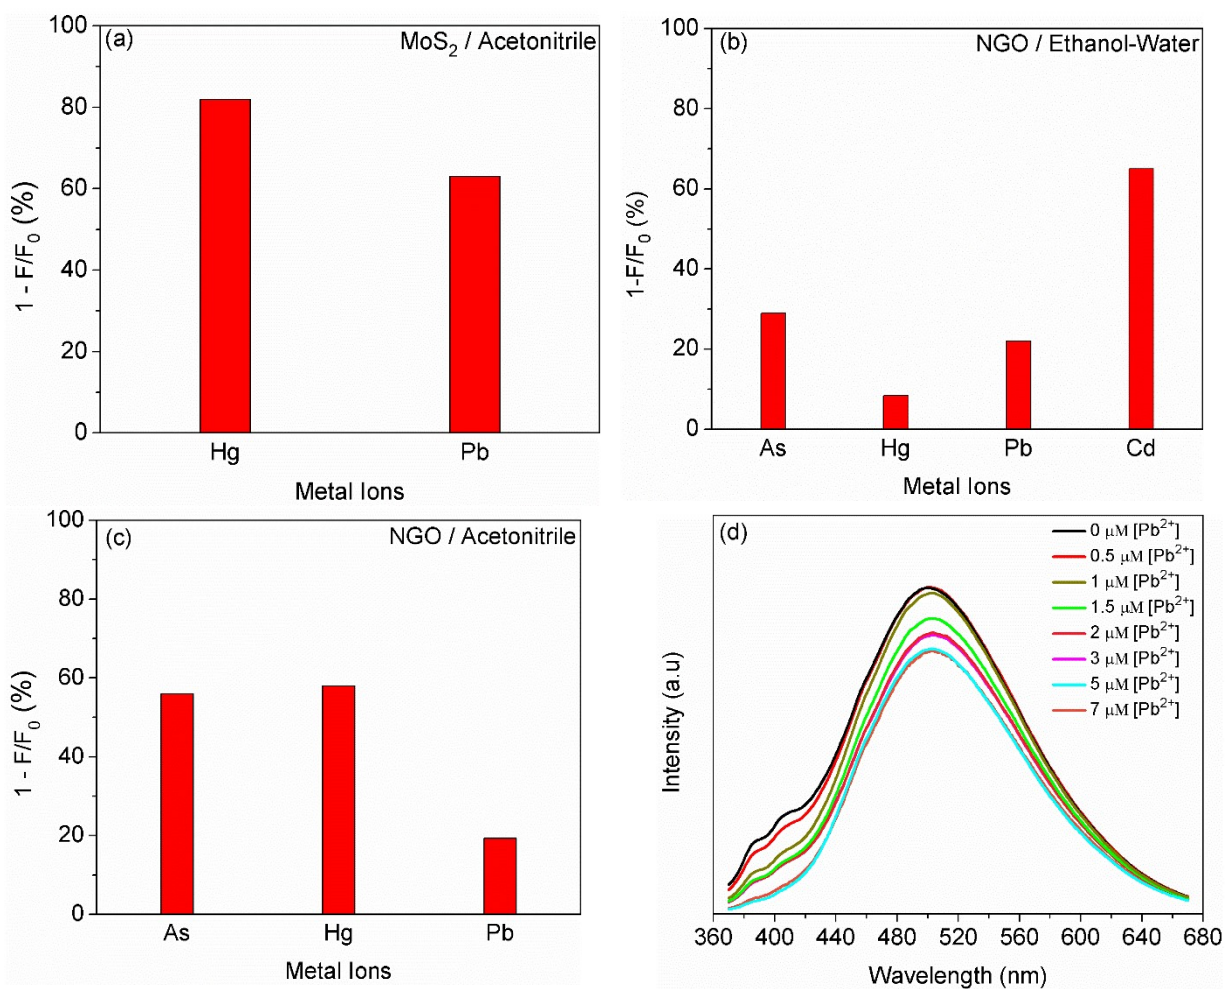 (a)
MoS2 / Acetonitrile
100
80
60
40
20
0
1 - F/F0 (%)
Hg Pb
Metal Ions
(b)
NGO / Ethanol-Water
100
80
60
40
20
0
1-F/F0 (%)
As Hg Pb Cd
Metal Ions
(c)
NGO / Acetonitrile
100
80
60
40
20
0
1 - F/F0 (%)
As Hg Pb
Metal Ions
(d)
0 μM [Pb2+]
0.5 μM [Pb2+]
1 μM [Pb2+]
1.5 μM [Pb2+]
2 μM [Pb2+]
3 μM [Pb2+]
5 μM [Pb2+]
7 μM [Pb2+]
Intensity (a.u)
360 400 440 480 520 560 600 640 680
Wavelength (nm)